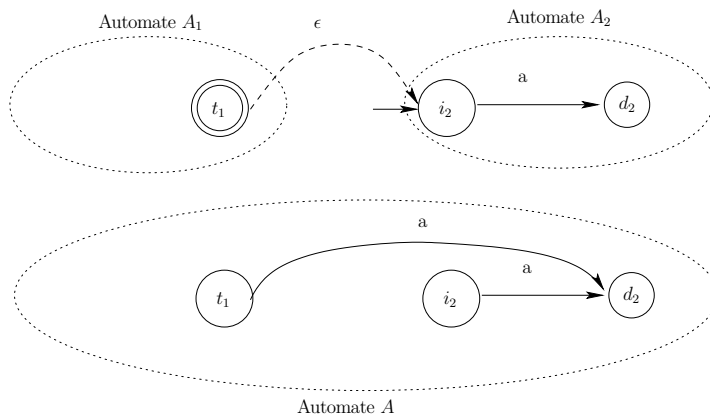 Automate A₁
ϵ
Automate A₂
t₁
i₂
a
d₂
a
a
t₁
i₂
d₂
Automate A